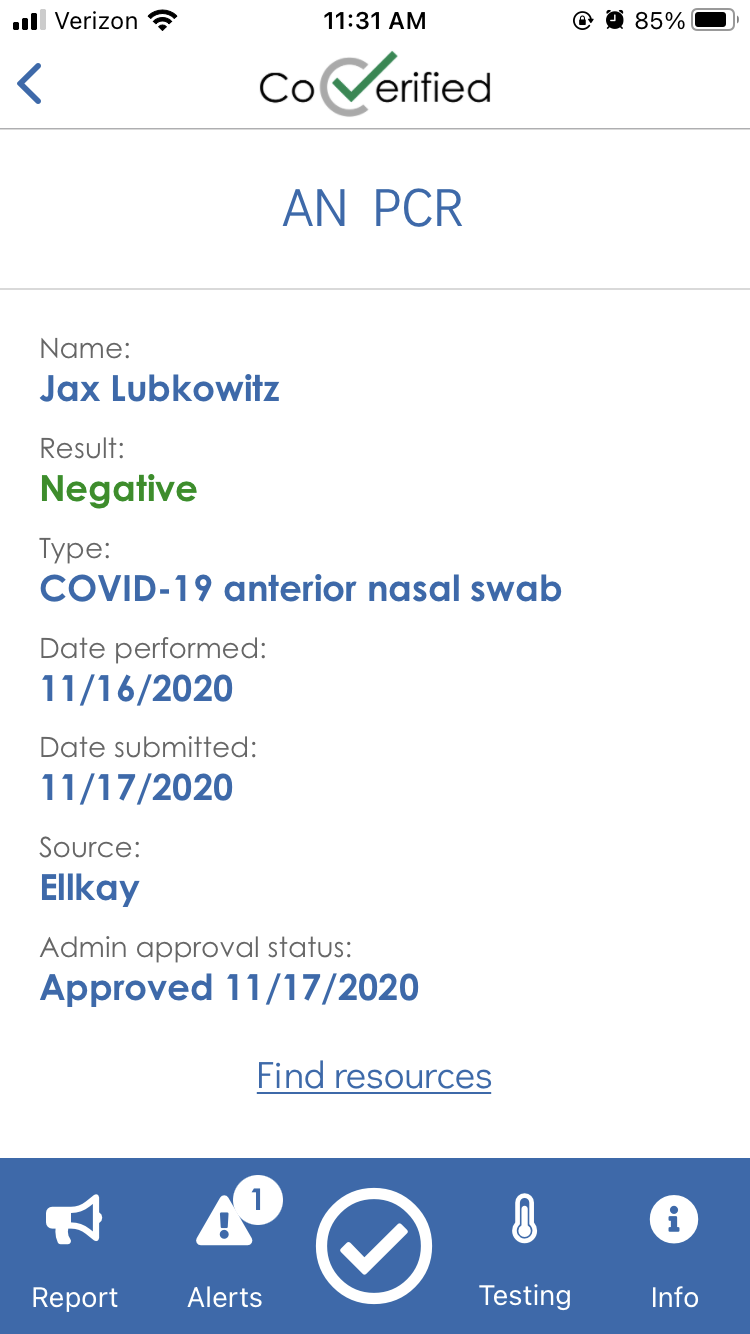 Verizon 11:31 AM 85%
CoVerified
AN PCR
Name:
Jax Lubkowitz
Result:
Negative
Type:
COVID-19 anterior nasal swab
Date performed:
11/16/2020
Date submitted:
11/17/2020
Source:
Ellkay
Admin approval status:
Approved 11/17/2020
Find resources
1
Report Alerts Testing Info